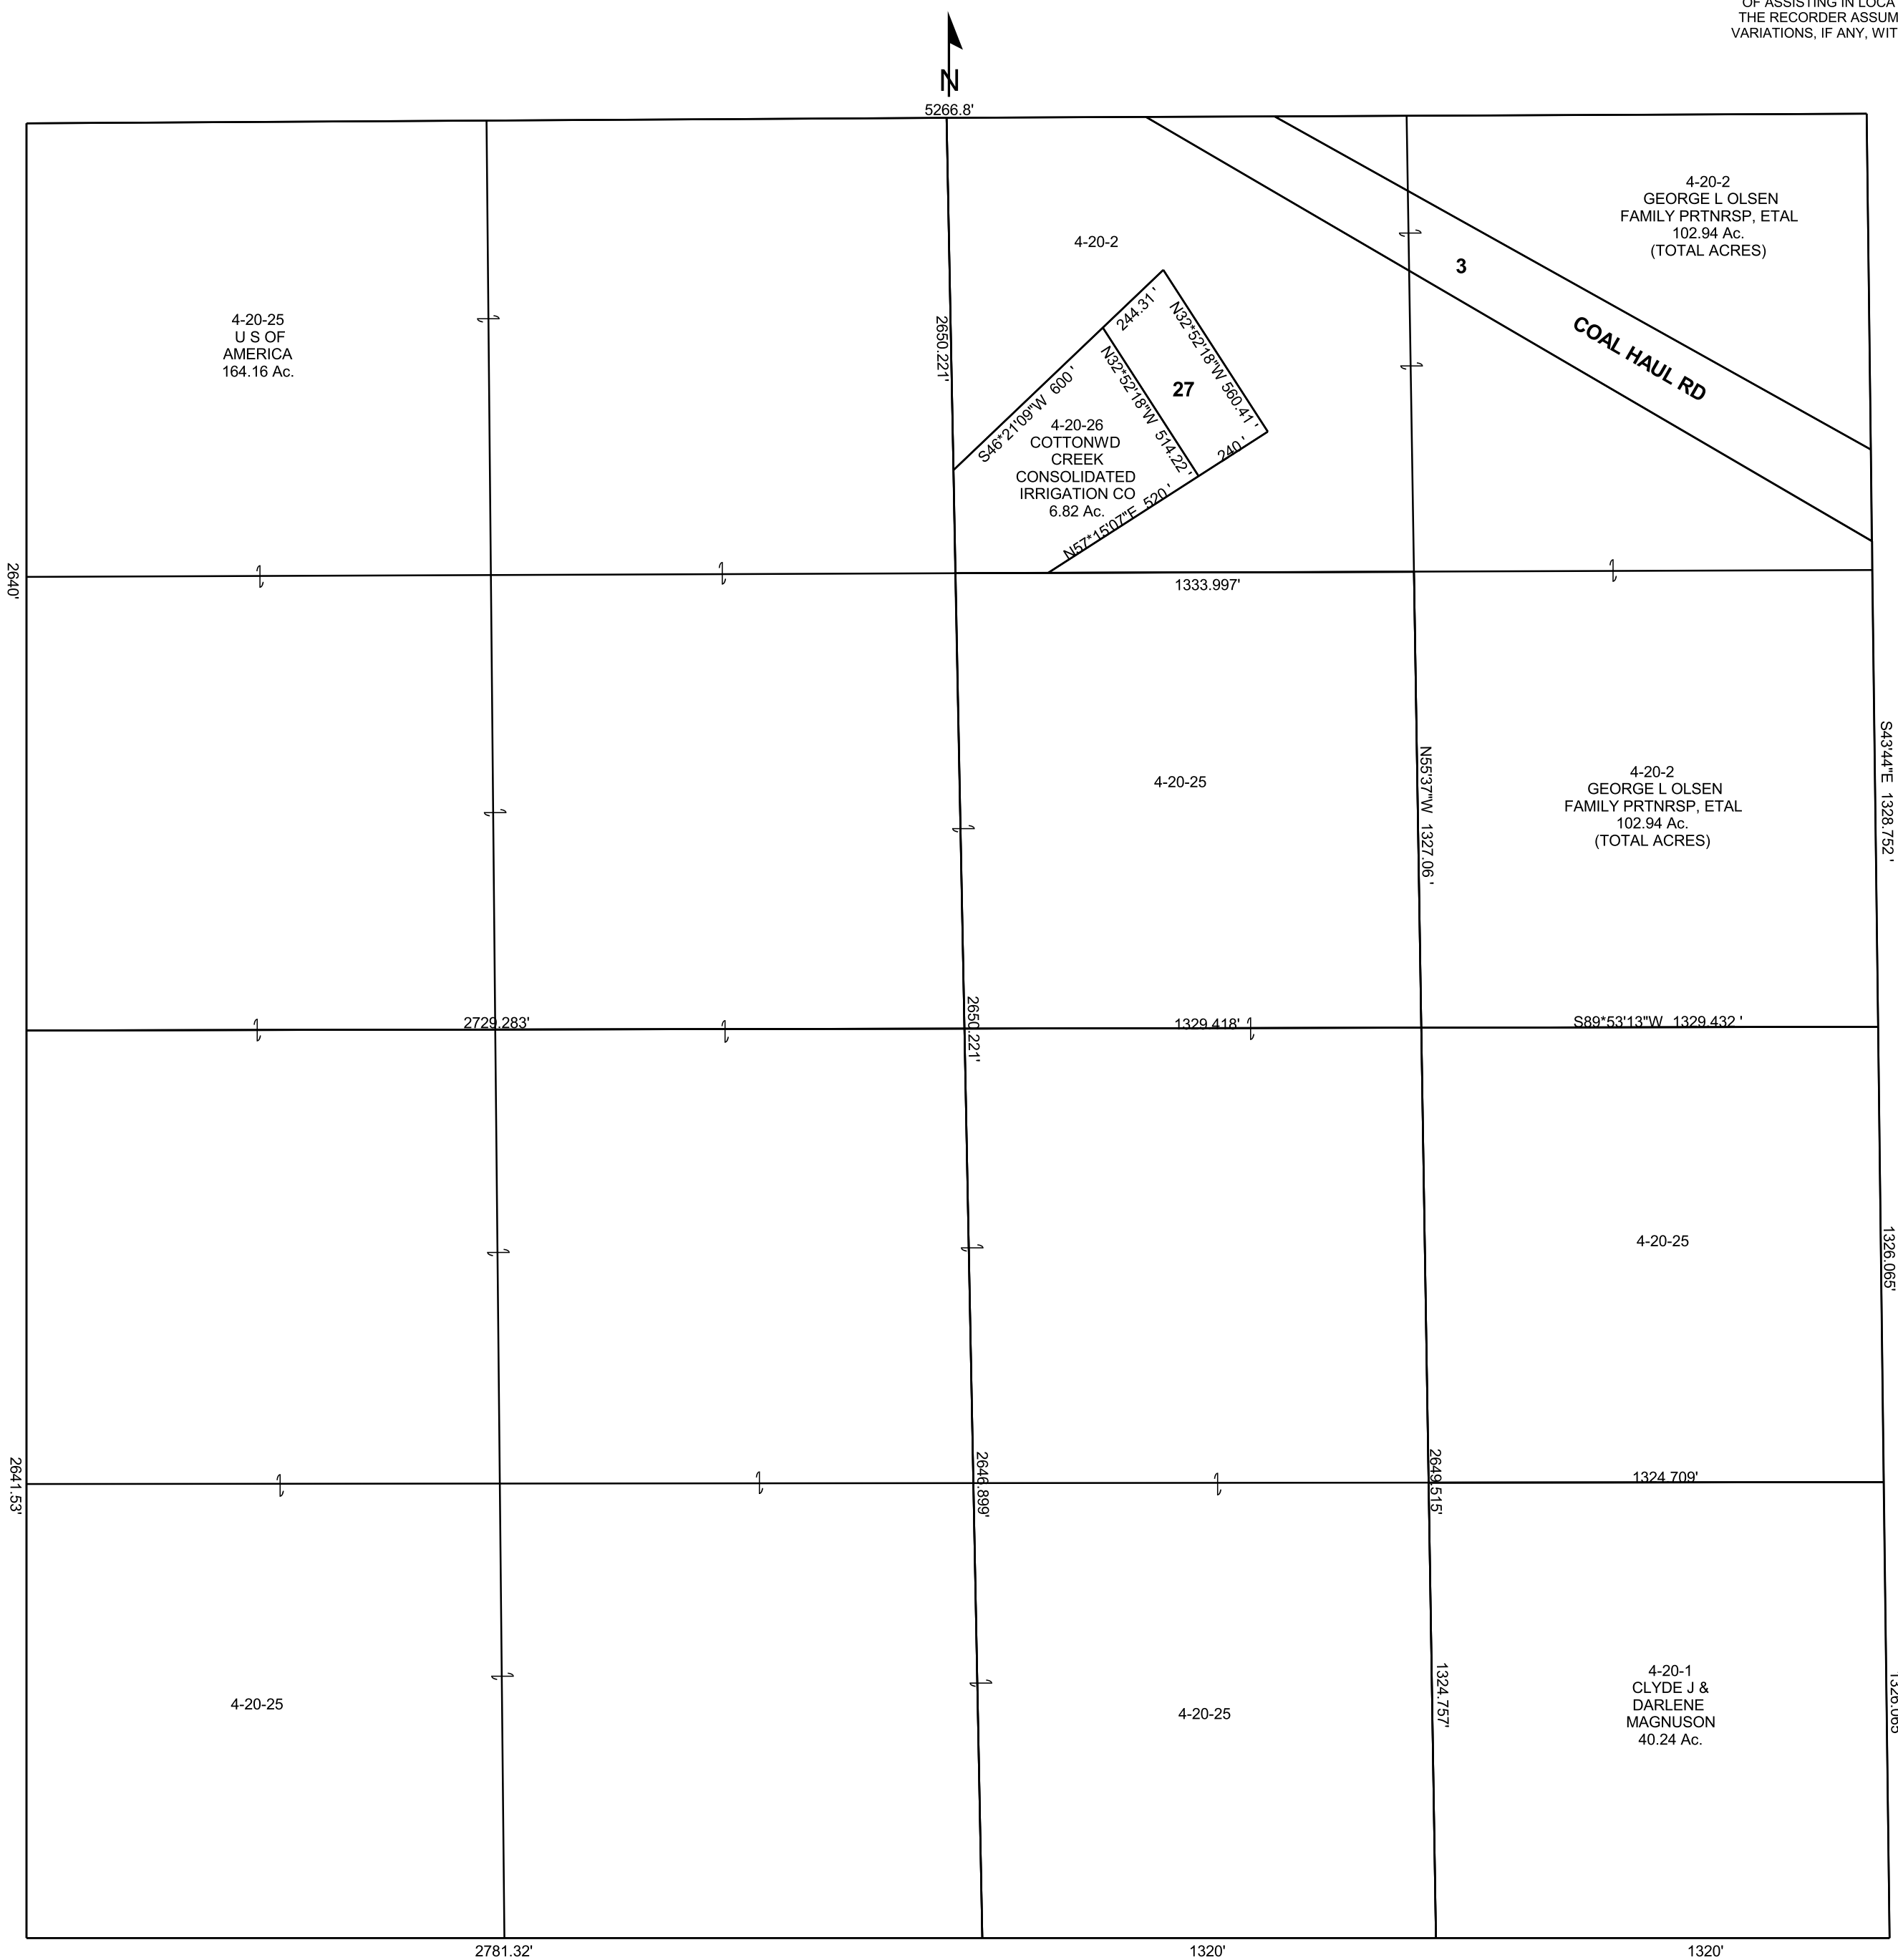 OF ASSISTING IN LOCA
THE RECORDER ASSUM
VARIATIONS, IF ANY, WIT
N
5266.8'
4-20-2
GEORGE L OLSEN
FAMILY PRTNRSP, ETAL
102.94 Ac.
(TOTAL ACRES)
4-20-2
3
COAL HAUL RD
4-20-25
U S OF
AMERICA
164.16 Ac.
2650.221'
244.31 '
N32*52'18"W 560.41 '
27
N32*52'18"W 514.22 '
S46*21'09"W 600 '
4-20-26
COTTONWD
CREEK
CONSOLIDATED
IRRIGATION CO
6.82 Ac.
240 '
N57*15'07"E 520 '
2640'
1333.997'
4-20-25
N55'37"W 1327.06 '
4-20-2
GEORGE L OLSEN
FAMILY PRTNRSP, ETAL
102.94 Ac.
(TOTAL ACRES)
S43'44"E 1328.752 '
2729.283'
2650.221'
1329.418'
S89*53'13"W 1329.432 '
4-20-25
1326.065'
2641.53'
2646.899'
2649.515'
1324.709'
4-20-25
4-20-25
1324.757'
4-20-1
CLYDE J &
DARLENE
MAGNUSON
40.24 Ac.
1326.065
2781.32'
1320'
1320'